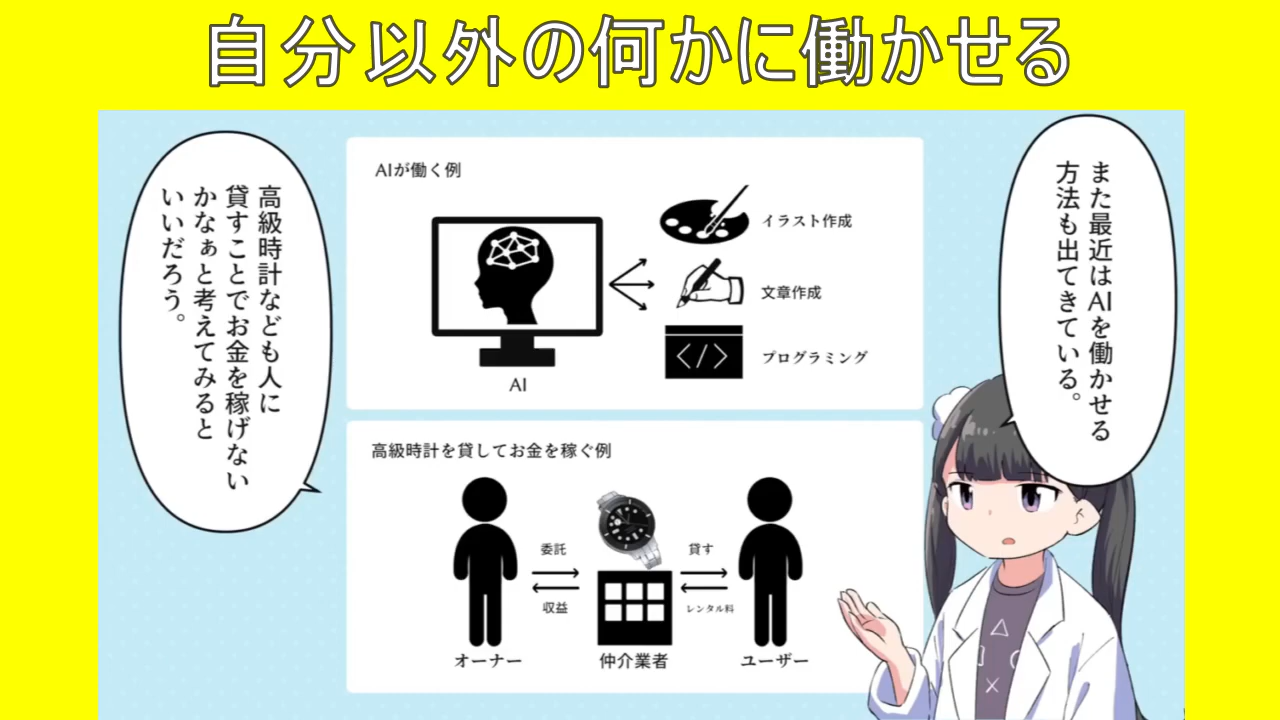 自分以外の何かに働かせる
また最近はAIを働かせる
方法も出てきている。
AIが働く例
イラスト作成
文章作成
プログラミング
AI
高級時計を貸してお金を稼ぐ例
委託
収益
貸す
レンタル料
オーナー
仲介業者
ユーザー
高級時計なども人に
貸すことでお金を稼げない
かなぁと考えてみると
いいだろう。